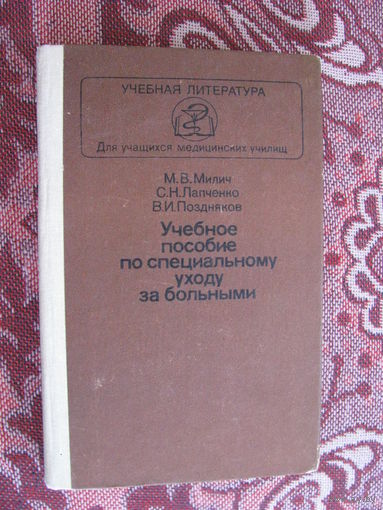 УЧЕБНАЯ ЛИТЕРАТУРА
Для учащихся медицинских училищ
М.В.Милич
С.Н.Лапченко
В.И.Поздняков
Учебное
пособие
по специальному
уходу
за больными